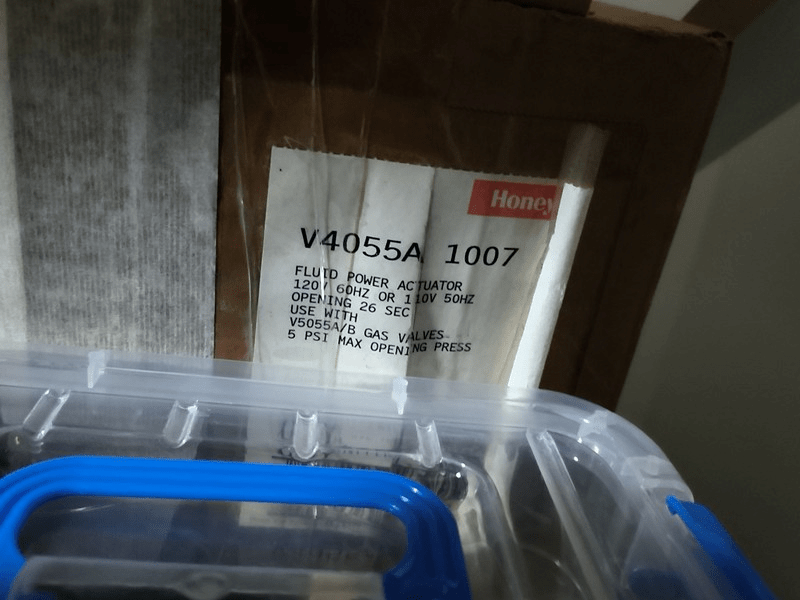 Honey
V4055A 1007
FLUID POWER ACTUATOR
120V 60HZ OR 110V 50HZ
OPENING 26 SEC
USE WITH
V5055A/B GAS VALVES
5 PSI MAX OPENING PRESS